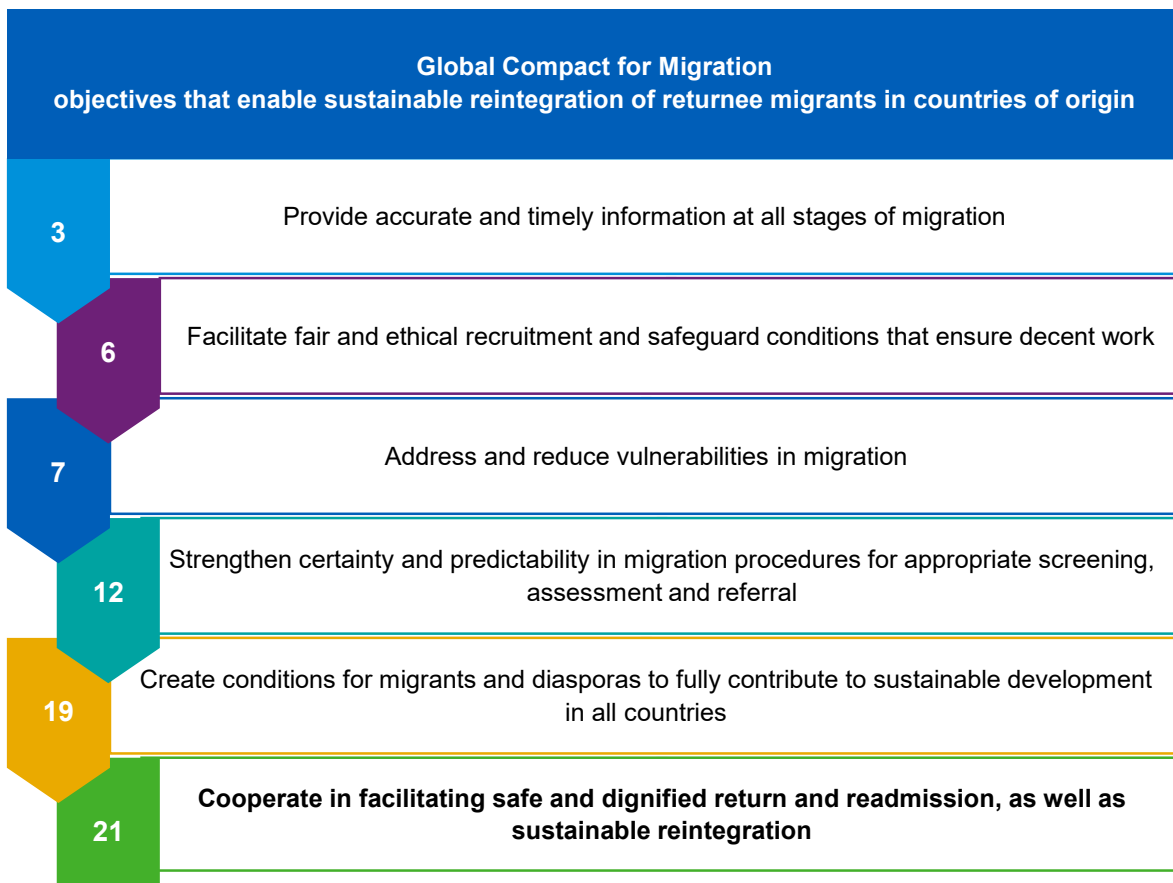 Global Compact for Migration
objectives that enable sustainable reintegration of returnee migrants in countries of origin
3
Provide accurate and timely information at all stages of migration
6
Facilitate fair and ethical recruitment and safeguard conditions that ensure decent work
7
Address and reduce vulnerabilities in migration
12
Strengthen certainty and predictability in migration procedures for appropriate screening,
assessment and referral
19
Create conditions for migrants and diasporas to fully contribute to sustainable development
in all countries
21
Cooperate in facilitating safe and dignified return and readmission, as well as
sustainable reintegration